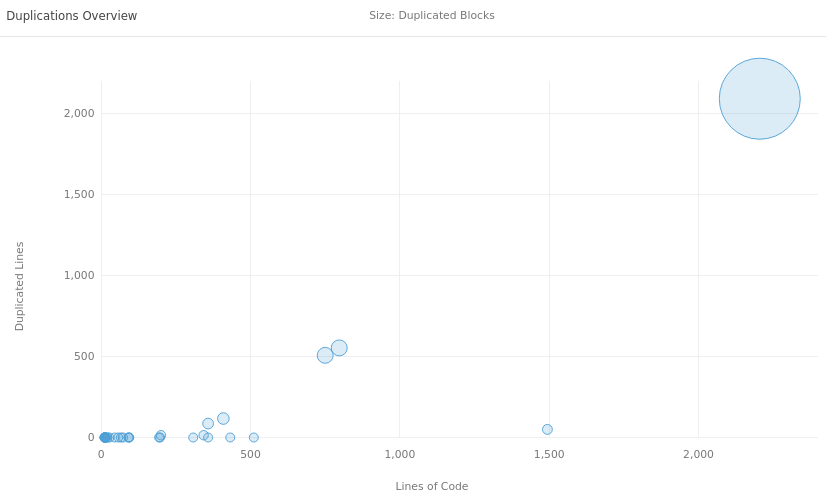 Duplications Overview
Size: Duplicated Blocks
2,000
1,500
1,000
500
0
Duplicated Lines
0 500 1,000 1,500 2,000
Lines of Code